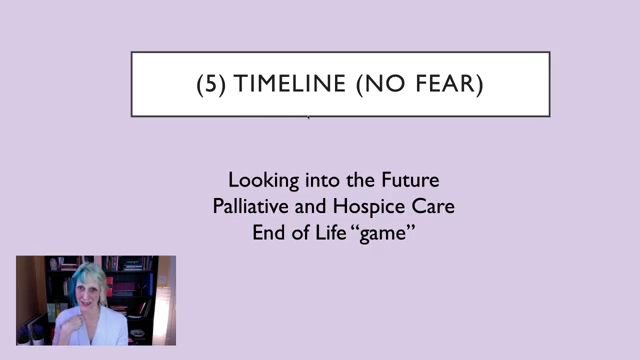 (5) TIMELINE (NO FEAR)
Looking into the Future
Palliative and Hospice Care
End of Life “game”